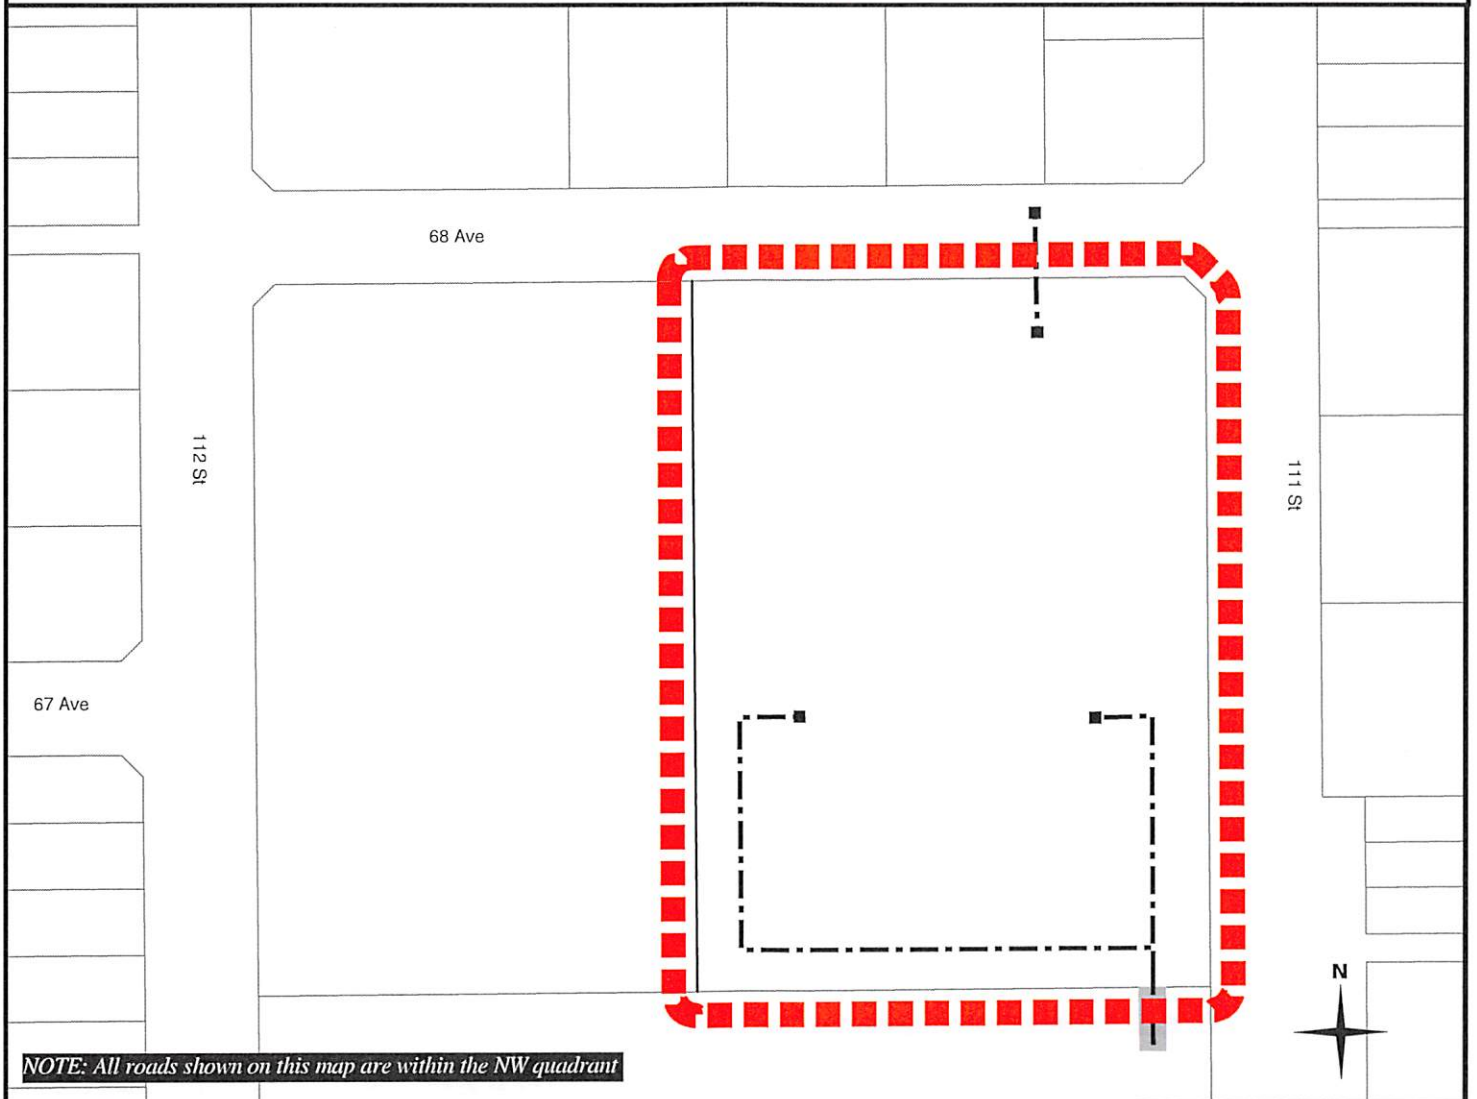 68 Ave
112 St
111 St
67 Ave
N
NOTE: All roads shown on this map are within the NW quadrant